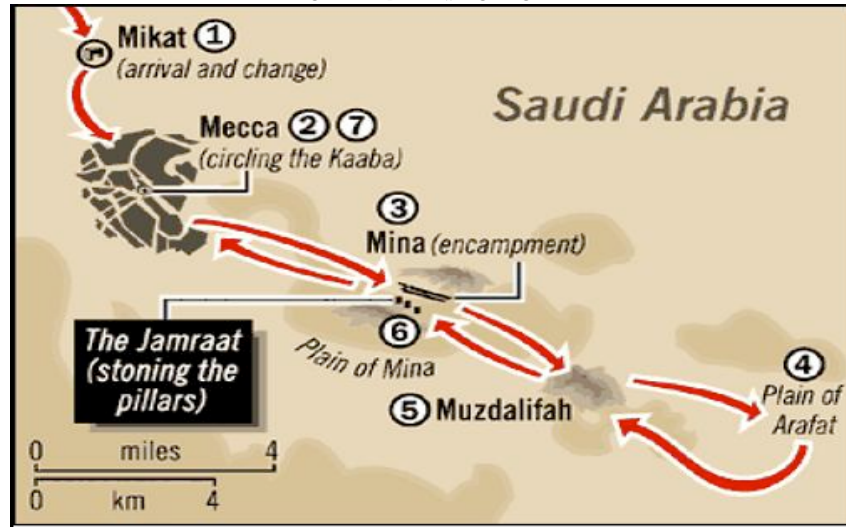 Mikat 1
(arrival and change)
Saudi Arabia
Mecca 2 7
(circling the Kaaba)
3
Mina (encampment)
The Jamraat
(stoning the
pillars)
6
Plain of Mina
4
Plain of
Arafat
5 Muzdalifah
0 miles 4
0 km 4